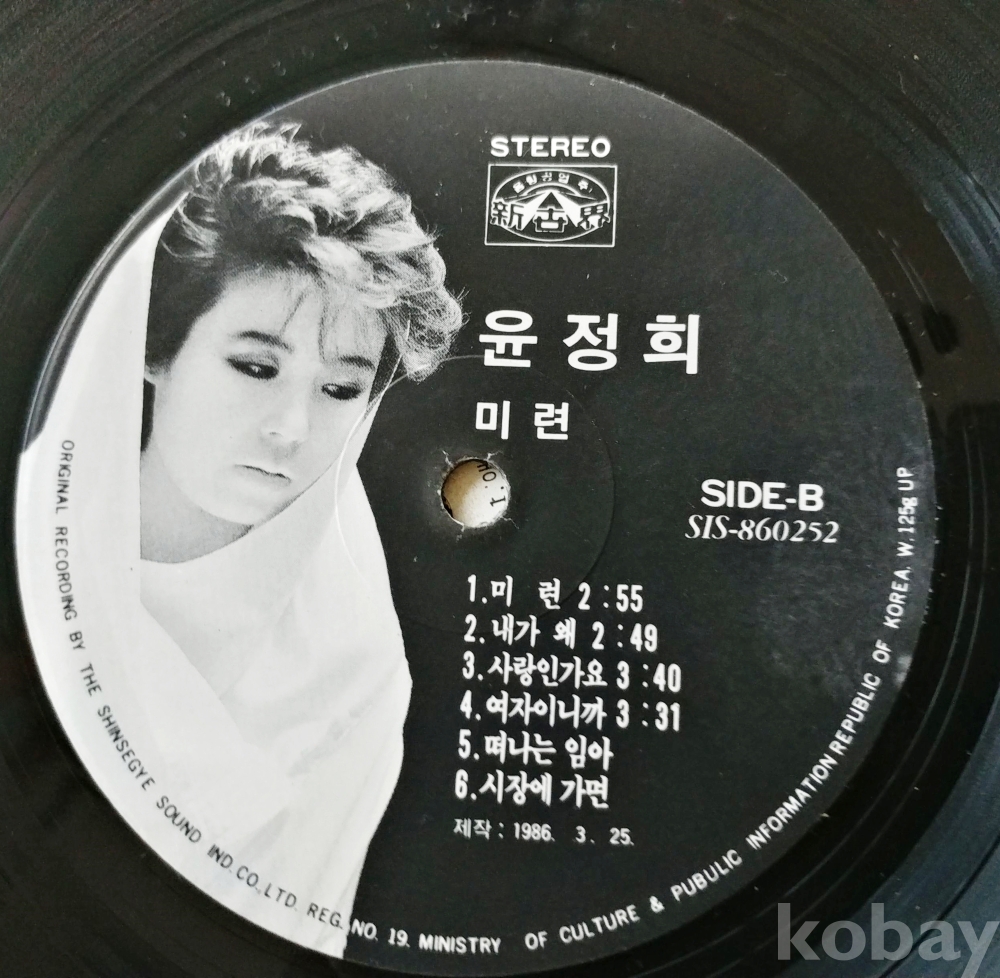 STEREO
新世界
윤정희
미련
SIDE-B
SIS-860252
1.미 련 2:55
2.내가 왜 2:49
3.사랑인가요 3:40
4.여자이니까 3:31
5.떠나는 임아
6.시장에 가면
제작: 1986. 3. 25.
ORIGINAL RECORDING BY THE SHINSEGYE SOUND IND.CO.,LTD. REG. NO. 19. MINISTRY OF CULTURE & PUBULIC INFORMATION REPUBLIC OF KOREA. W.125g UP
kobay